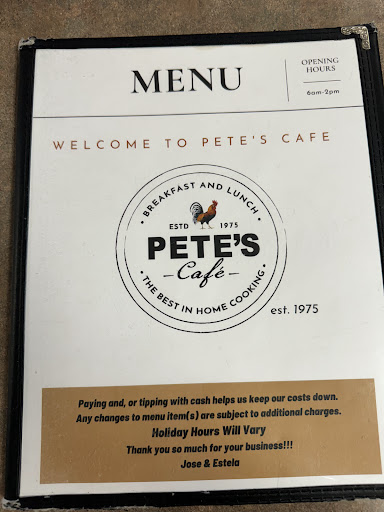 MENU
OPENING
HOURS
6am-2pm
WELCOME TO PETE'S CAFE
• BREAKFAST AND LUNCH •
ESTD 1975
PETE'S
- Café -
THE BEST IN HOME COOKING
est. 1975
Paying and, or tipping with cash helps us keep our costs down.
Any changes to menu item(s) are subject to additional charges.
Holiday Hours Will Vary
Thank you so much for your business!!!
Jose & Estela